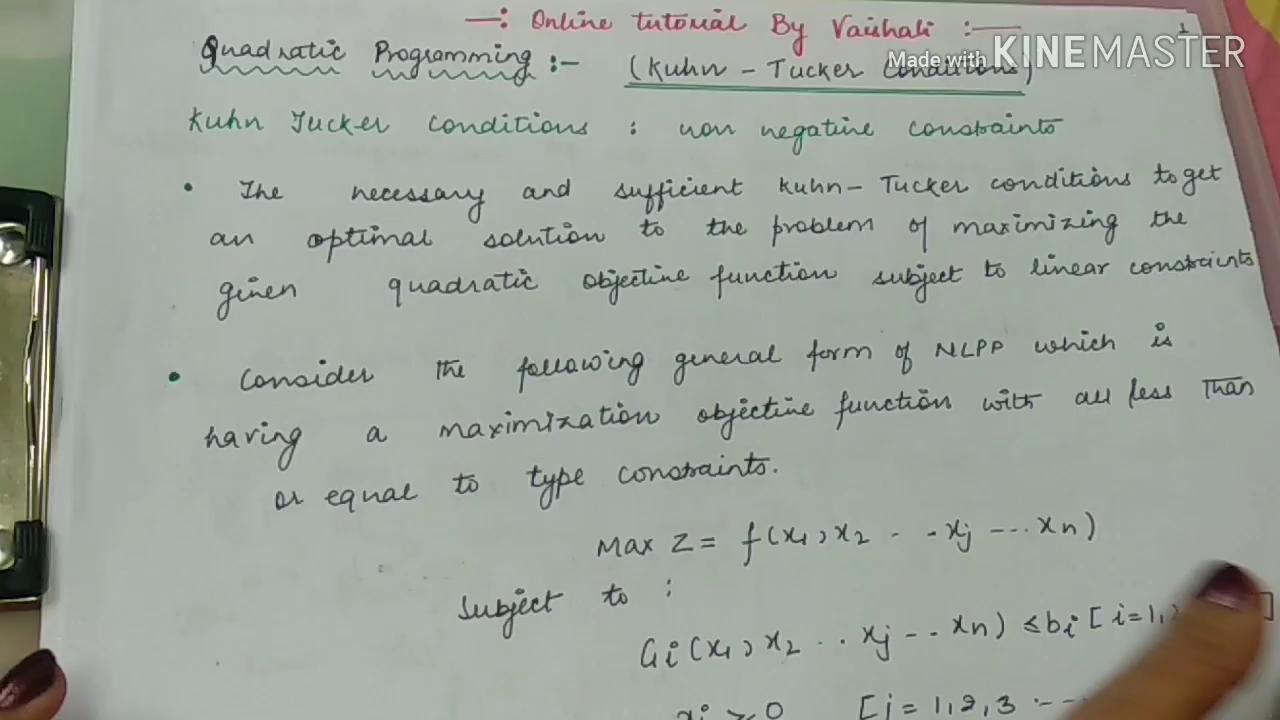 —: Online tutorial By Vaishali :— 1
Quadratic Programming :- (Kuhn - Tucker Conditions)
Made with KINEMASTER
Kuhn Tucker conditions : non negative constraints
• The necessary and sufficient Kuhn-Tucker conditions to get
an optimal solution to the problem of maximizing the
given quadratic objective function subject to linear constraints
• Consider the following general form of NLPP which is
having a maximization objective function with all less than
or equal to type constraints.
Max Z = f(x₁, x₂ - - xj ---- xn)
Subject to :
Gi(x₁, x₂ .. xj -.. xn) ≤ bi [i=1, ]
xj ≥ 0 [j = 1,2,3 ----